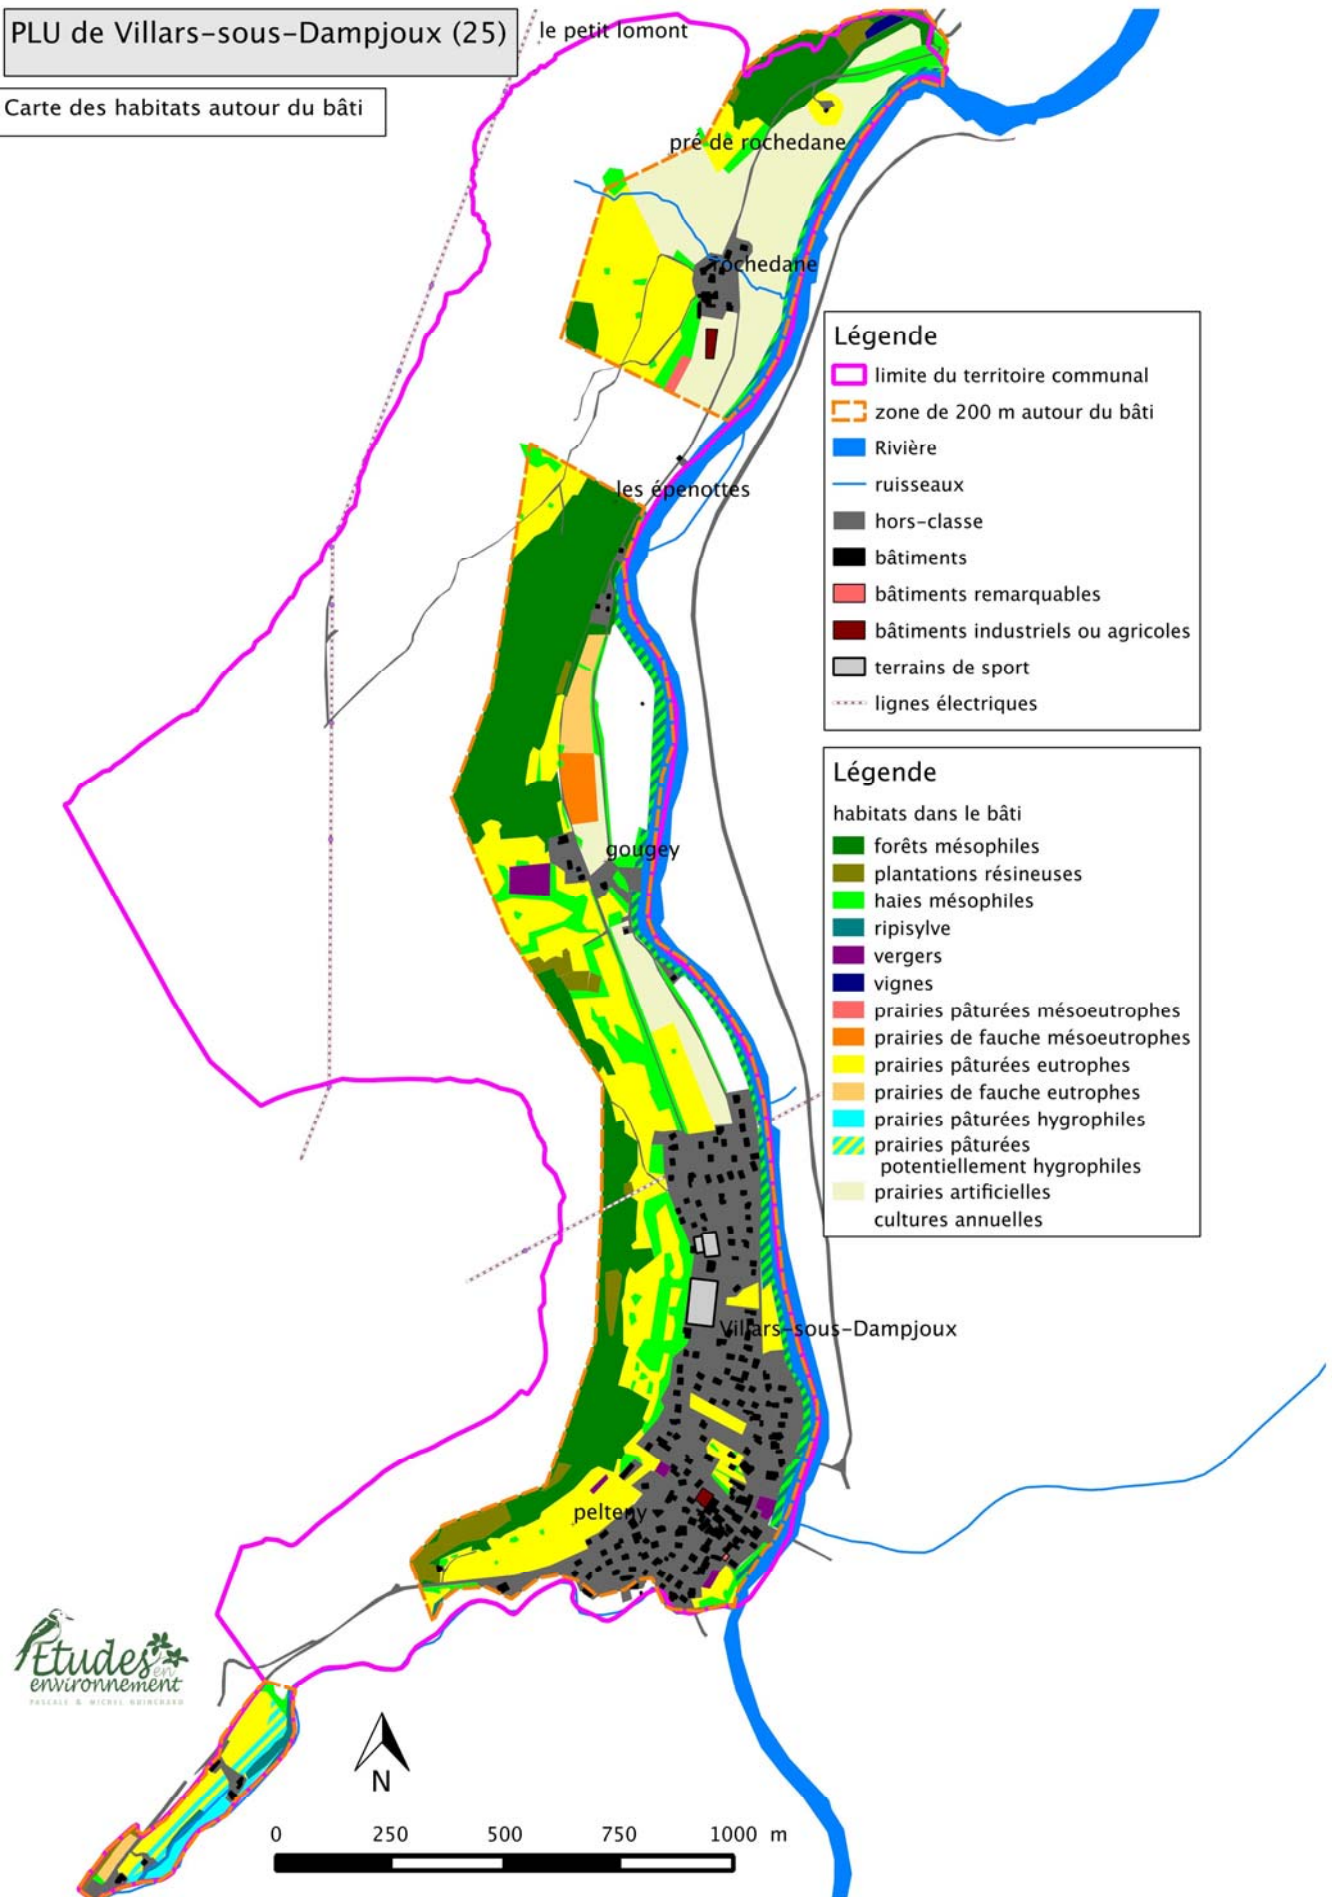 PLU de Villars-sous-Dampjoux (25)
le petit lomont
Carte des habitats autour du bâti
pré de rochedane
rochedane
les épenottes
gougey
Villars-sous-Dampjoux
pelteny
Légende
limite du territoire communal
zone de 200 m autour du bâti
Rivière
ruisseaux
hors-classe
bâtiments
bâtiments remarquables
bâtiments industriels ou agricoles
terrains de sport
lignes électriques
Légende
habitats dans le bâti
forêts mésophiles
plantations résineuses
haies mésophiles
ripisylve
vergers
vignes
prairies pâturées mésoeutrophes
prairies de fauche mésoeutrophes
prairies pâturées eutrophes
prairies de fauche eutrophes
prairies pâturées hygrophiles
prairies pâturées
potentiellement hygrophiles
prairies artificielles
cultures annuelles
Etudes
en
environnement
PASCALE & MICHEL
N
0 250 500 750 1000 m